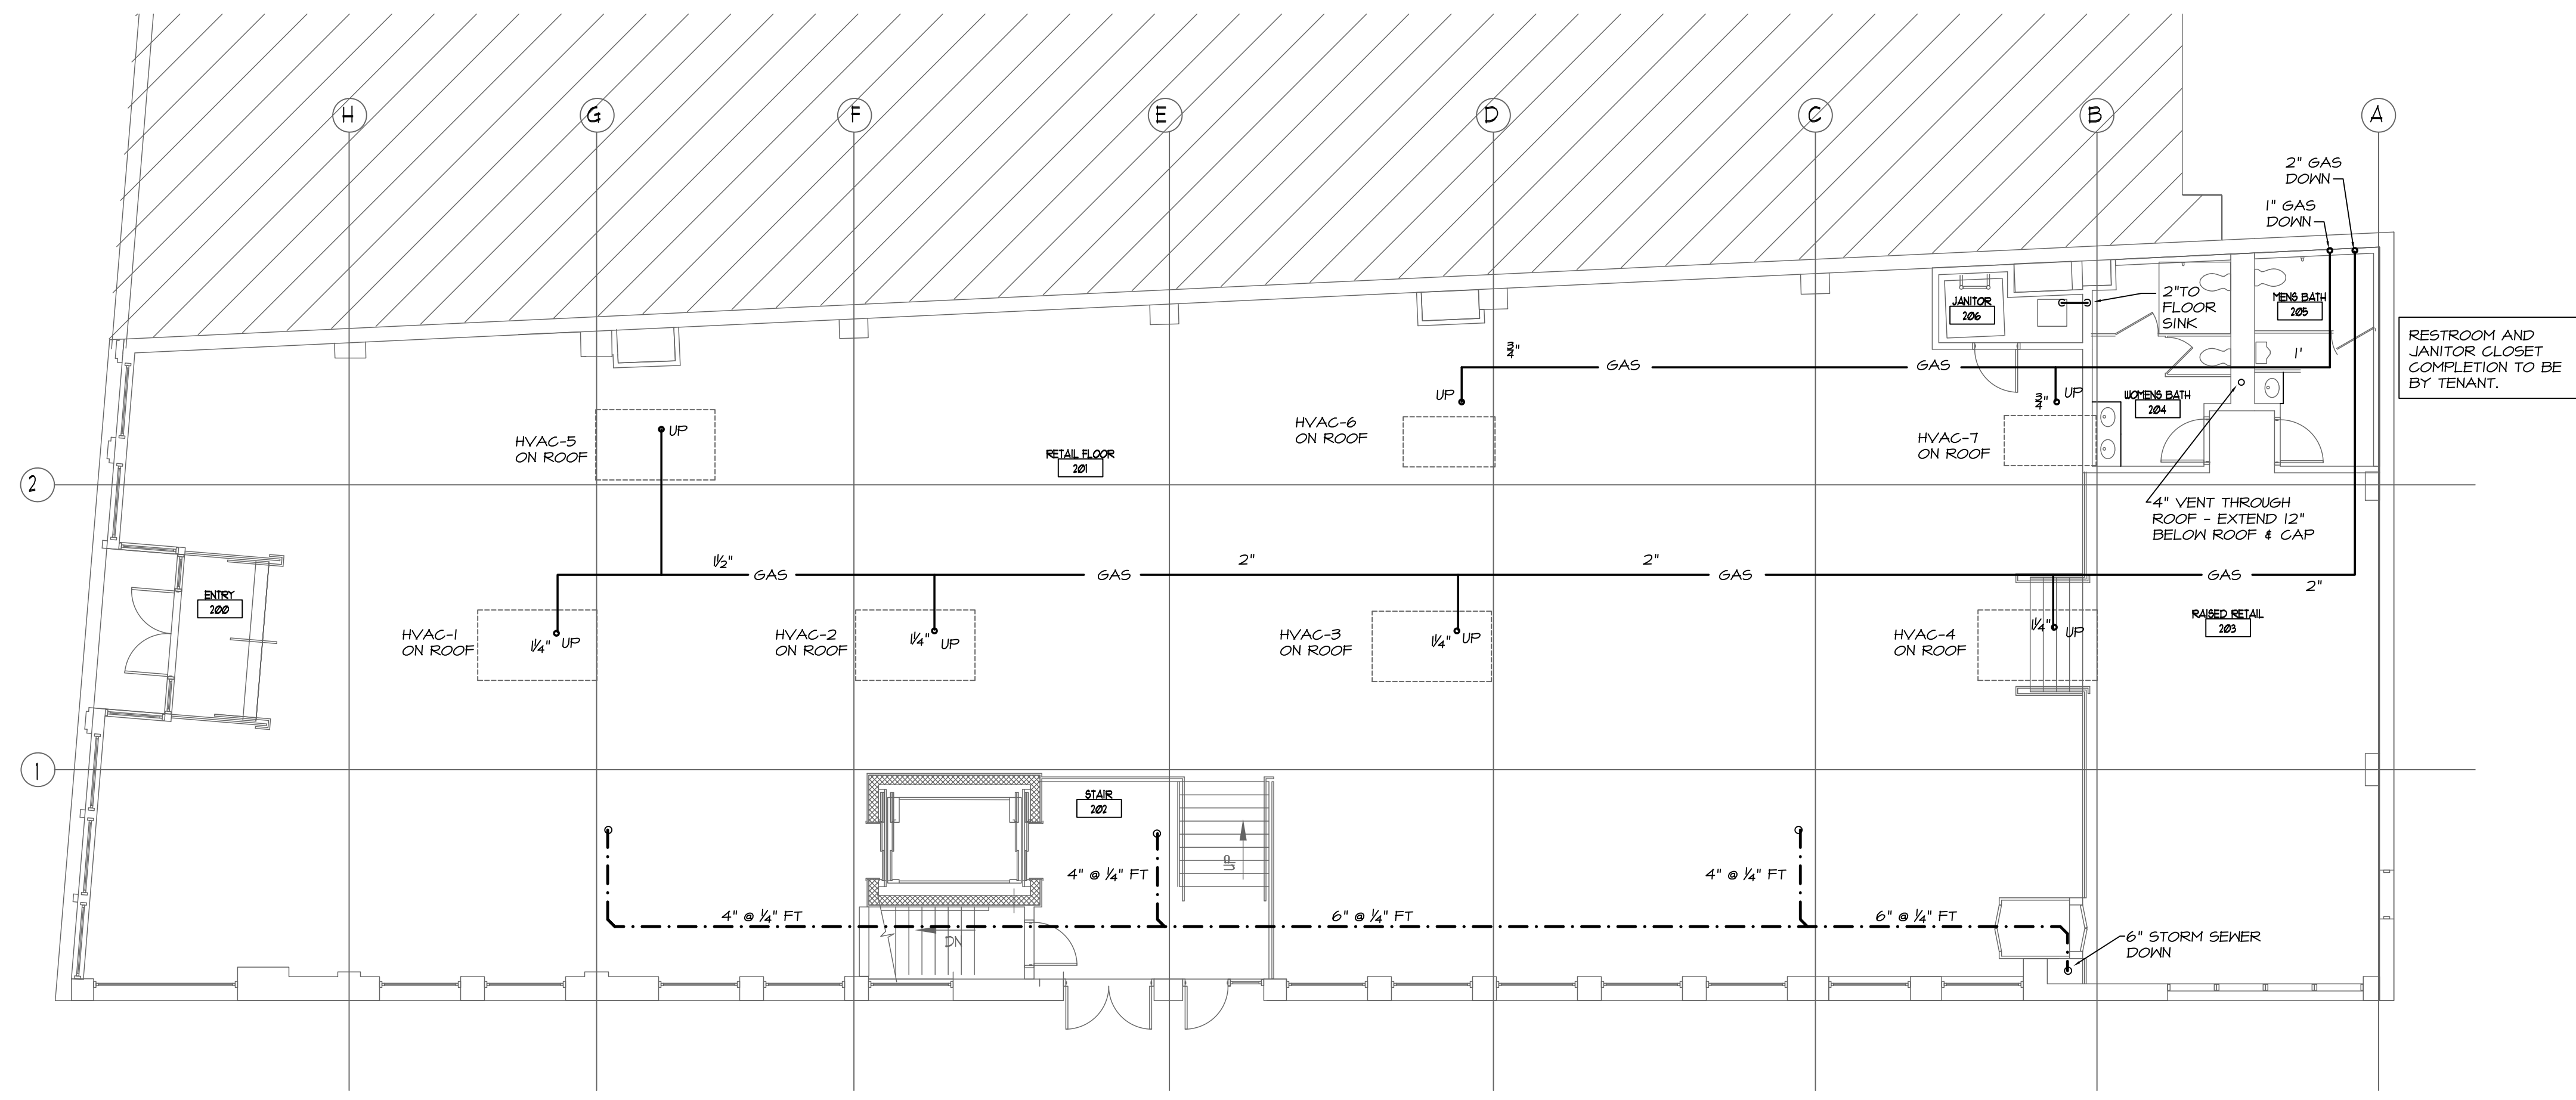 H
G
F
E
D
C
B
A
2" GAS
DOWN
1" GAS
DOWN
JANITOR
206
2"TO
FLOOR
SINK
MENS BATH
205
RESTROOM AND
JANITOR CLOSET
COMPLETION TO BE
BY TENANT.
3/4"
GAS
GAS
1'
UP
3/4"
UP
WOMENS BATH
204
HVAC-5
ON ROOF
UP
HVAC-6
ON ROOF
HVAC-7
ON ROOF
RETAIL FLOOR
201
2
4" VENT THROUGH
ROOF - EXTEND 12"
BELOW ROOF & CAP
1½"
GAS
GAS
2"
2"
GAS
GAS
2"
ENTRY
200
RAISED RETAIL
203
HVAC-1
ON ROOF
1¼" UP
HVAC-2
ON ROOF
1¼" UP
HVAC-3
ON ROOF
1¼" UP
HVAC-4
ON ROOF
1¼" UP
1
STAIR
202
UP
4" @ ¼" FT
4" @ ¼" FT
4" @ ¼" FT
6" @ ¼" FT
6" @ ¼" FT
DN
6" STORM SEWER
DOWN